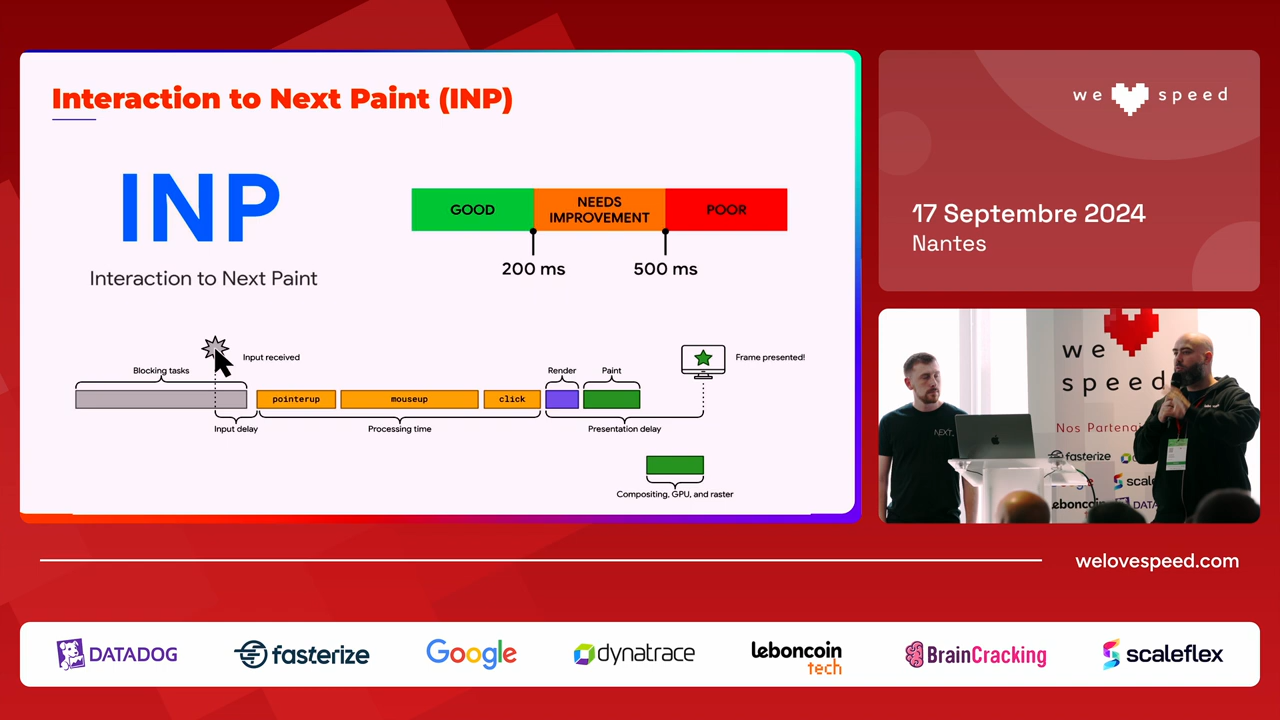 Interaction to Next Paint (INP)
INP
Interaction to Next Paint
GOOD
NEEDS
IMPROVEMENT
POOR
200 ms
500 ms
Input received
Frame presented!
Blocking tasks
Render
Paint
pointerup
mouseup
click
Input delay
Processing time
Presentation delay
Compositing, GPU, and raster
we speed
17 Septembre 2024
Nantes
we
speed
Nos Partenai
NEXT.
fasterize
scale
leboncoin
DATA
welovespeed.com
DATADOG
fasterize
Google
dynatrace
leboncoin
tech
BrainCracking
scaleflex